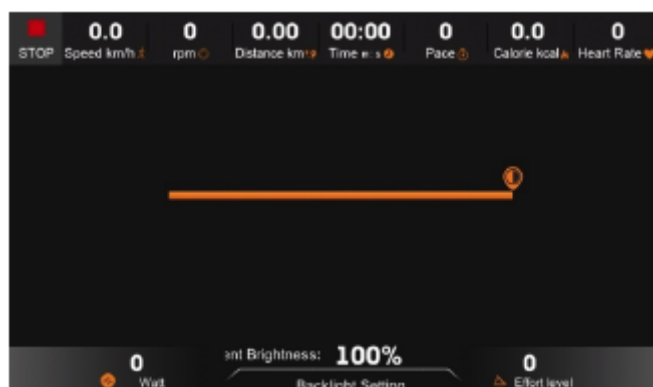 0.0 0 0.00 00:00 0 0.0 0
STOP Speed km/h rpm Distance km Time m:s Pace Calorie kcal Heart Rate
0 ent Brightness: 100% 0
Watt Backlight Setting Effort level